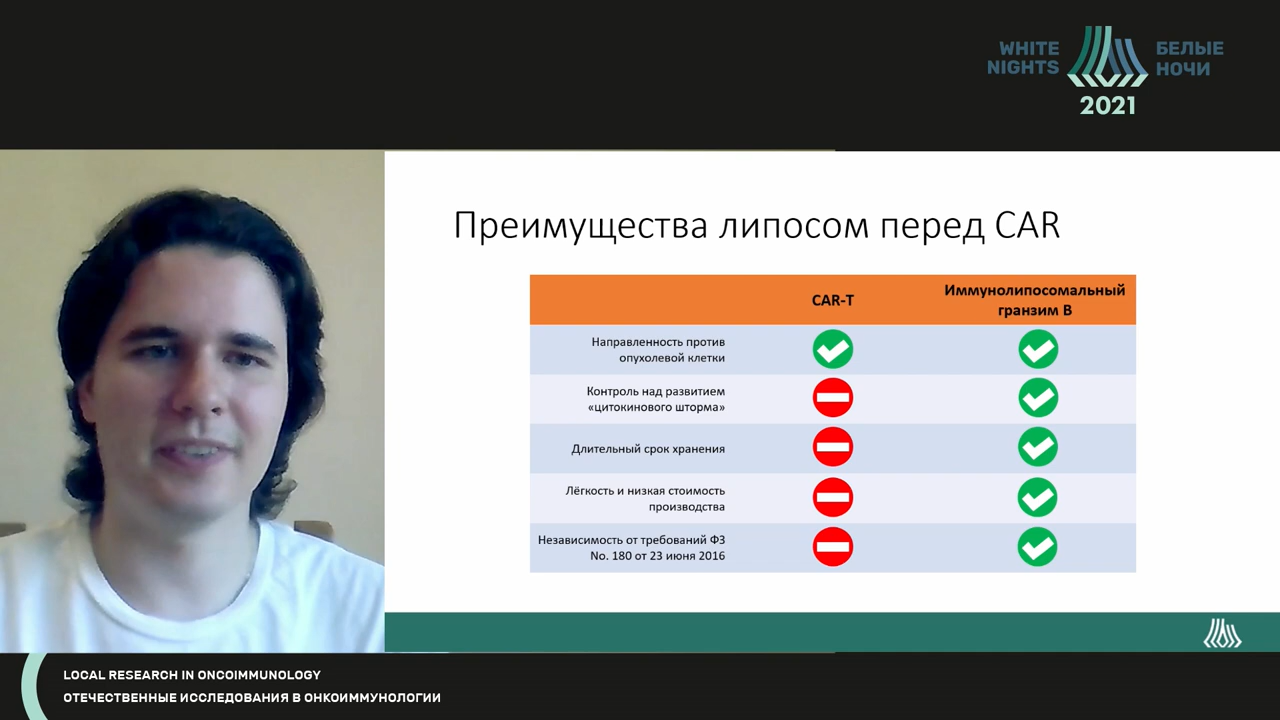 WHITE
NIGHTS
БЕЛЫЕ
НОЧИ
2021
Преимущества липосом перед CAR
CAR-T
Иммунолипосомальный
гранзим В
Направленность против
опухолевой клетки
Контроль над развитием
«цитокинового шторма»
Длительный срок хранения
Лёгкость и низкая стоимость
производства
Независимость от требований ФЗ
No. 180 от 23 июня 2016
LOCAL RESEARCH IN ONCOIMMUNOLOGY
ОТЕЧЕСТВЕННЫЕ ИССЛЕДОВАНИЯ В ОНКОИММУНОЛОГИИ